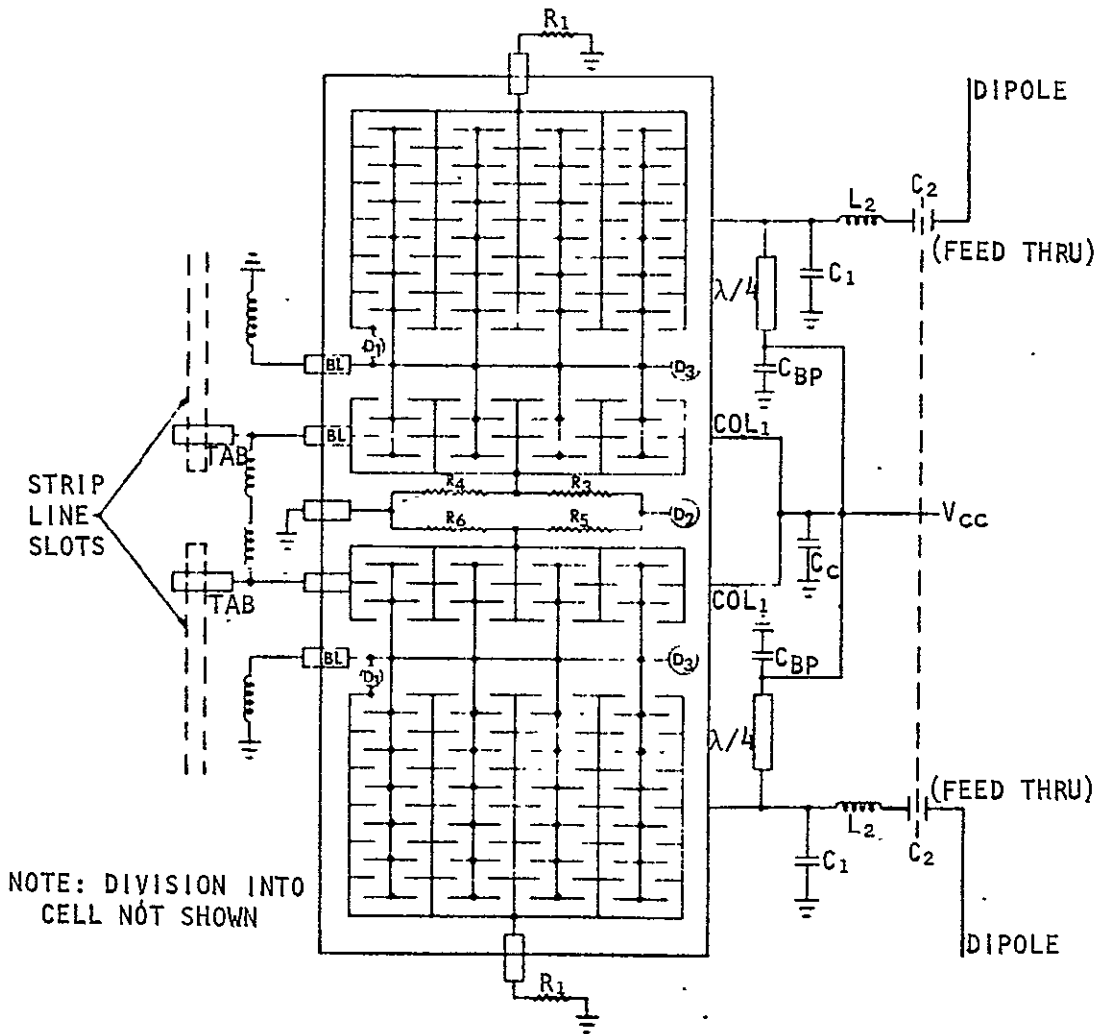 R1
DIPOLE
C2
L2
(FEED THRU)
C1
λ/4
D1
BL
D3
CBP
COL1
BL
TAB
STRIP
LINE
SLOTS
R4
R3
R6
R5
D2
VCC
CC
TAB
COL1
BL
D3
CBP
λ/4
(FEED THRU)
L2
C2
C1
NOTE: DIVISION INTO
CELL NOT SHOWN
DIPOLE
R1